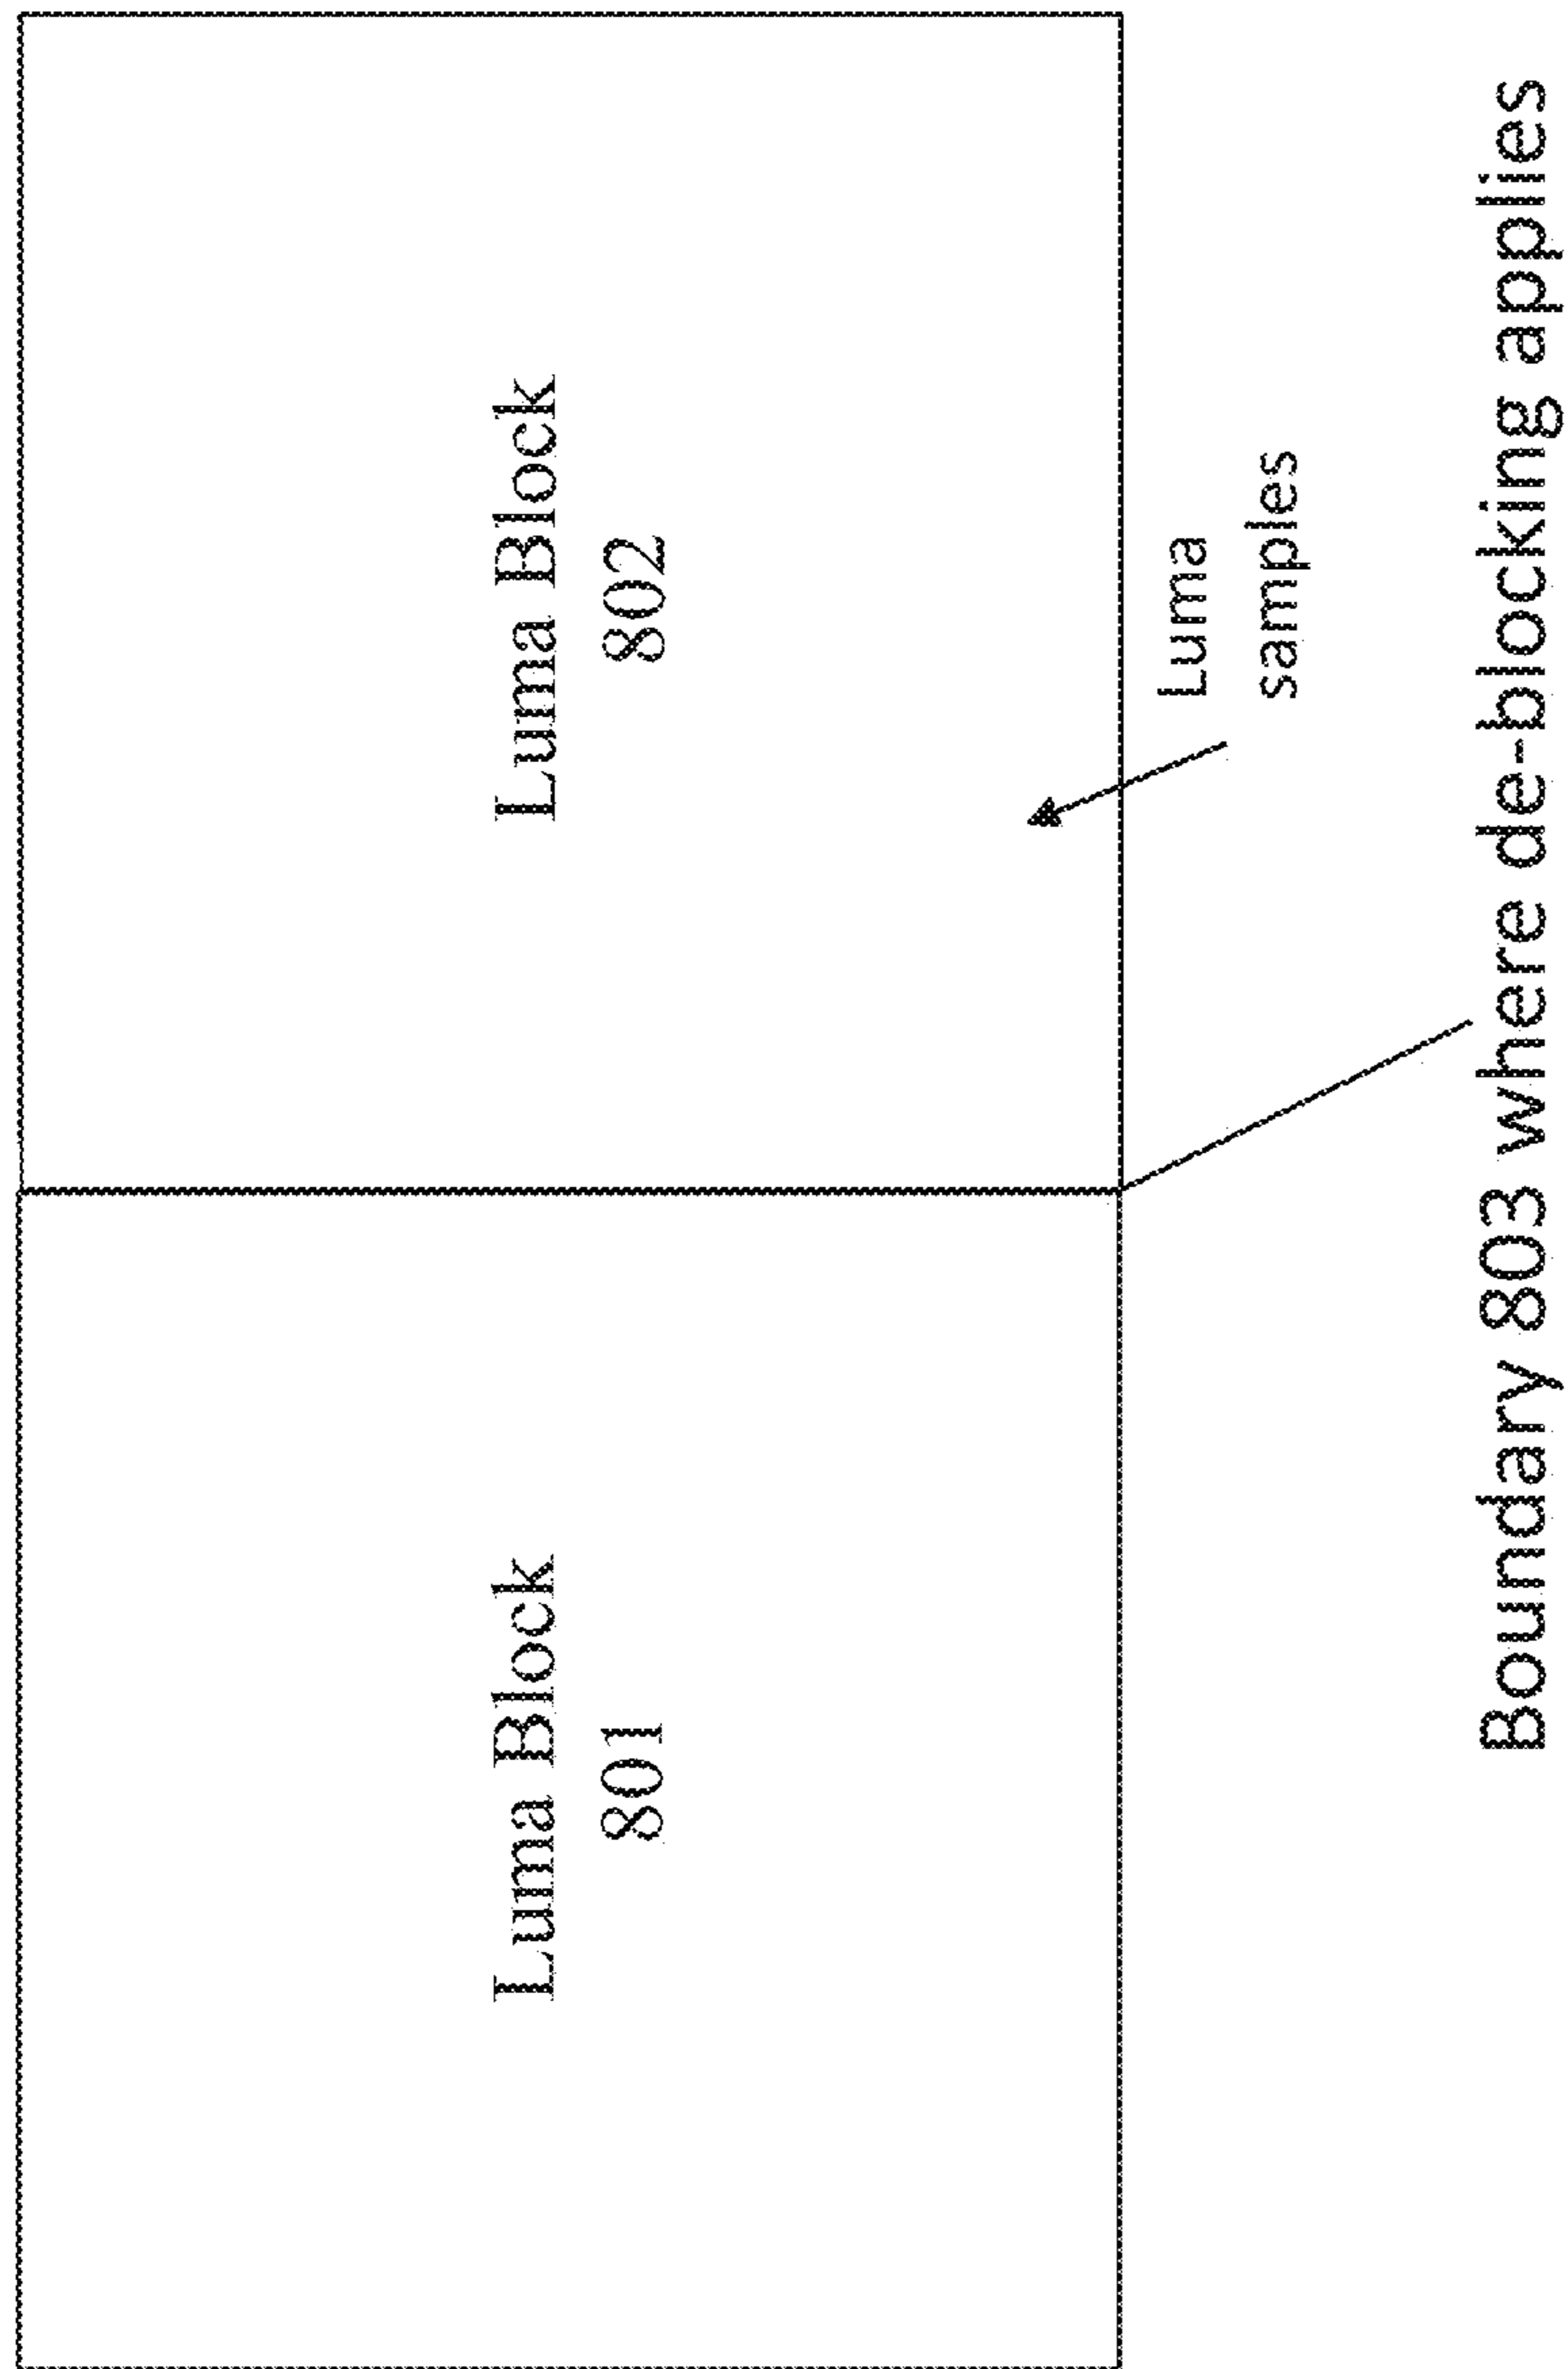 Luma Block
801
Luma Block
802
Luma
samples
Boundary 803 where de-blocking applies